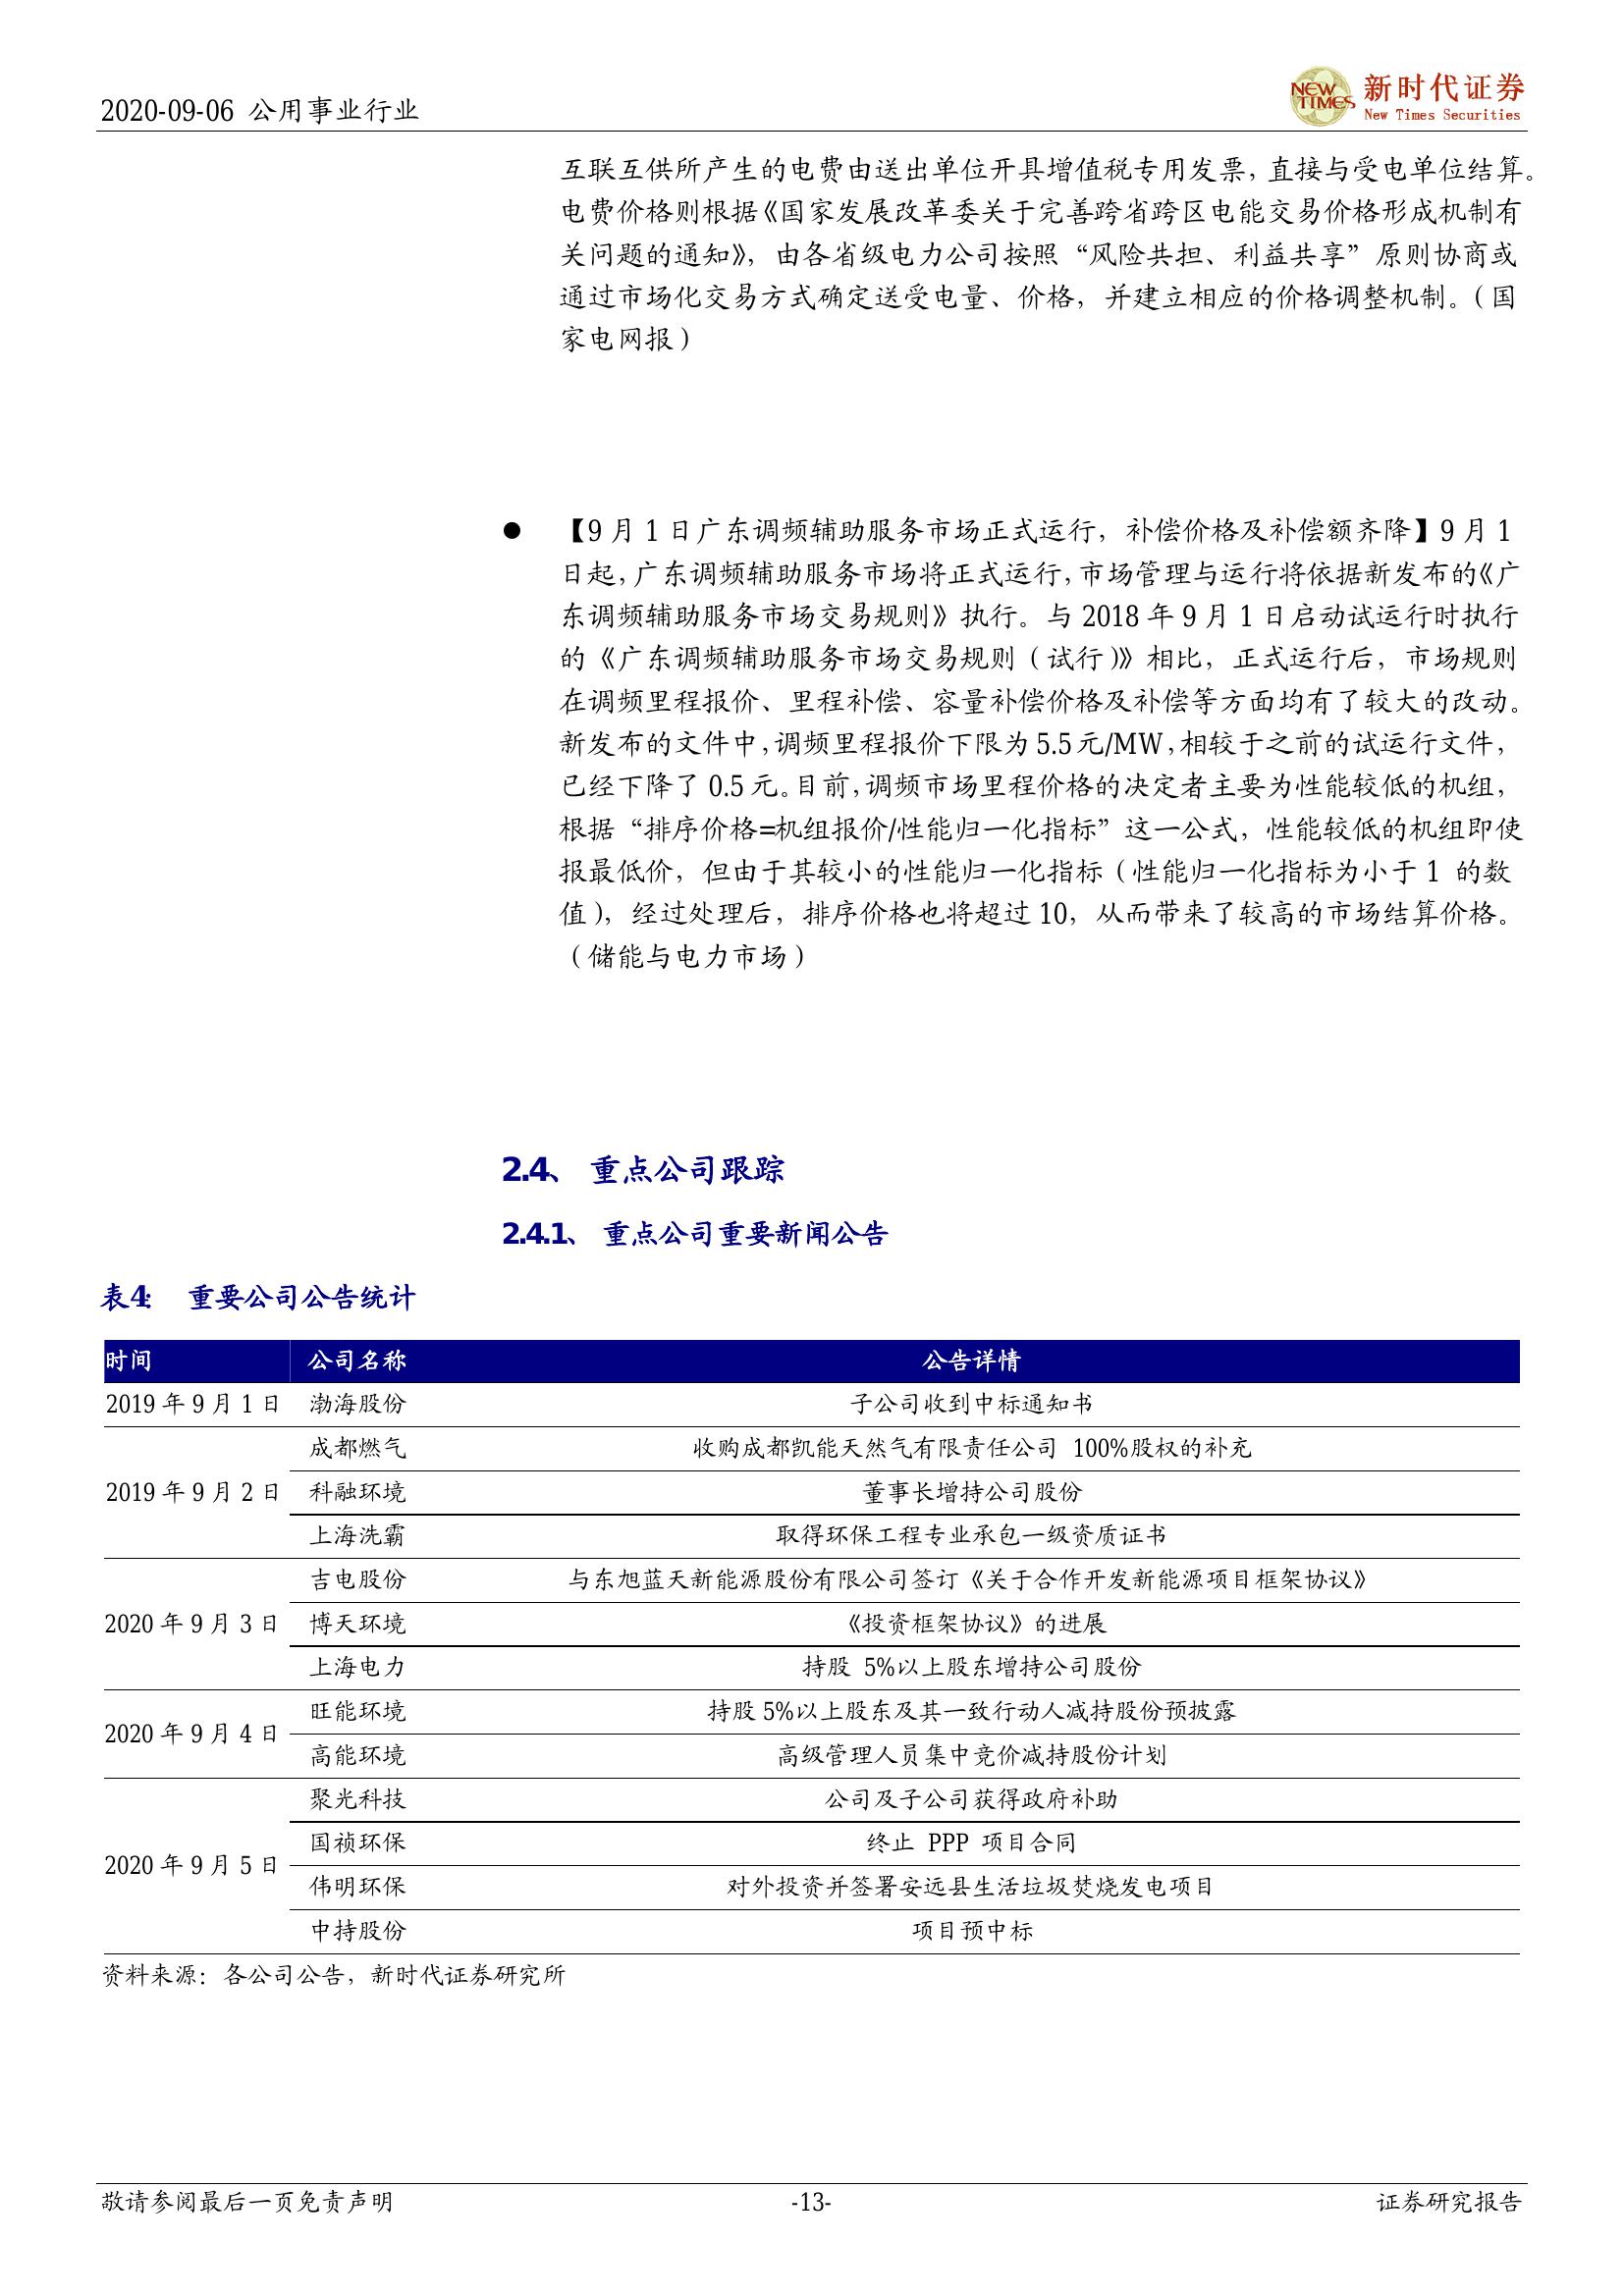 2020-09-06 公用事业行业
NEW TIMES
新时代证券
New Times Securities
互联互供所产生的电费由送出单位开具增值税专用发票，直接与受电单位结算。
电费价格则根据《国家发展改革委关于完善跨省跨区电能交易价格形成机制有
关问题的通知》，由各省级电力公司按照“风险共担、利益共享”原则协商或
通过市场化交易方式确定送受电量、价格，并建立相应的价格调整机制。（国
家电网报）
● 【9 月 1 日广东调频辅助服务市场正式运行，补偿价格及补偿额齐降】9 月 1
日起，广东调频辅助服务市场将正式运行，市场管理与运行将依据新发布的《广
东调频辅助服务市场交易规则》执行。与 2018 年 9 月 1 日启动试运行时执行
的《广东调频辅助服务市场交易规则（试行）》相比，正式运行后，市场规则
在调频里程报价、里程补偿、容量补偿价格及补偿等方面均有了较大的改动。
新发布的文件中，调频里程报价下限为 5.5 元/MW，相较于之前的试运行文件，
已经下降了 0.5 元。目前，调频市场里程价格的决定者主要为性能较低的机组，
根据“排序价格=机组报价/性能归一化指标”这一公式，性能较低的机组即使
报最低价，但由于其较小的性能归一化指标（性能归一化指标为小于 1 的数
值），经过处理后，排序价格也将超过 10，从而带来了较高的市场结算价格。
（储能与电力市场）
2.4、 重点公司跟踪
2.4.1、 重点公司重要新闻公告
表4： 重要公司公告统计
时间 公司名称 公告详情
2019 年 9 月 1 日 渤海股份 子公司收到中标通知书
成都燃气 收购成都凯能天然气有限责任公司 100%股权的补充
2019 年 9 月 2 日 科融环境 董事长增持公司股份
上海洗霸 取得环保工程专业承包一级资质证书
吉电股份 与东旭蓝天新能源股份有限公司签订《关于合作开发新能源项目框架协议》
2020 年 9 月 3 日 博天环境 《投资框架协议》的进展
上海电力 持股 5%以上股东增持公司股份
2020 年 9 月 4 日 旺能环境 持股 5%以上股东及其一致行动人减持股份预披露
高能环境 高级管理人员集中竞价减持股份计划
聚光科技 公司及子公司获得政府补助
2020 年 9 月 5 日 国祯环保 终止 PPP 项目合同
伟明环保 对外投资并签署安远县生活垃圾焚烧发电项目
中持股份 项目预中标
资料来源：各公司公告，新时代证券研究所
敬请参阅最后一页免责声明 -13- 证券研究报告